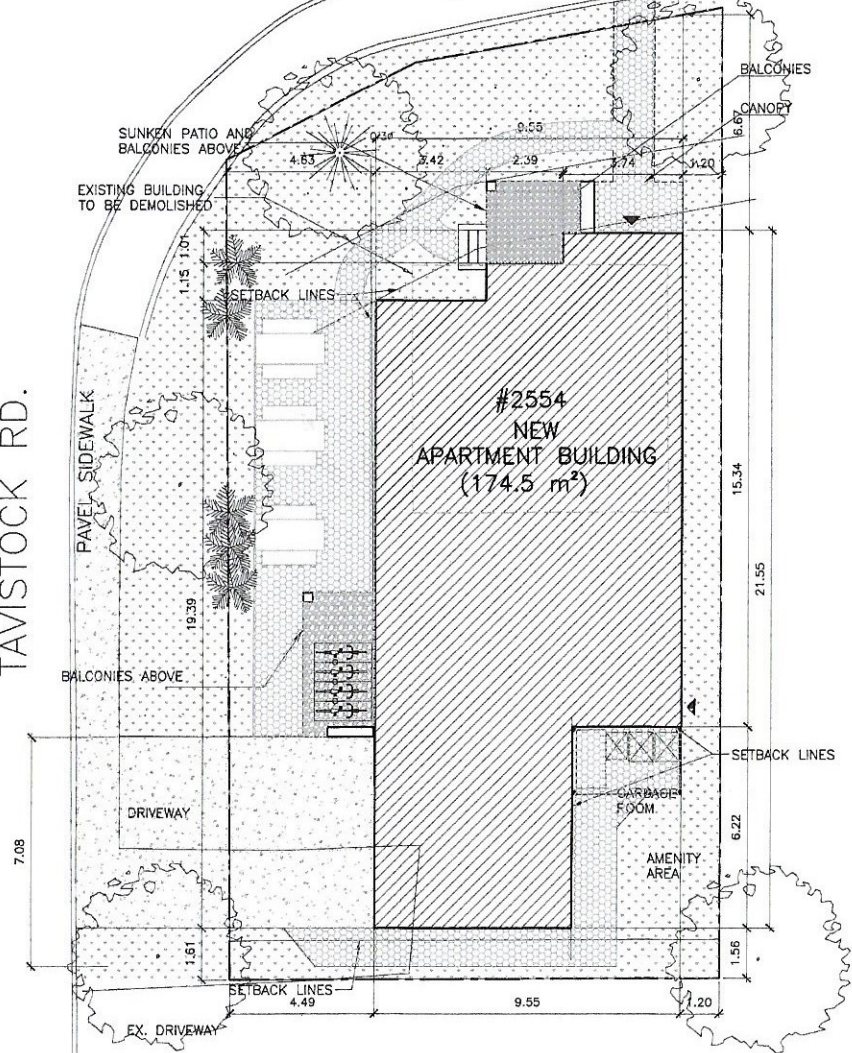 BALCONIES
CANOPY
SUNKEN PATIO AND
BALCONIES ABOVE
9.55
6.67
4.63
3.42
2.39
3.74
1.20
EXISTING BUILDING
TO BE DEMOLISHED
1.01
1.15
SETBACK LINES
#2554
NEW
APARTMENT BUILDING
(174.5 m²)
TAVISTOCK RD.
PAVEL SIDEWALK
15.34
21.55
19.39
BALCONIES ABOVE
SETBACK LINES
DRIVEWAY
GARBAGE
ROOM
7.08
6.22
AMENITY
AREA
1.61
1.56
SETBACK LINES
4.49
9.55
1.20
EX. DRIVEWAY